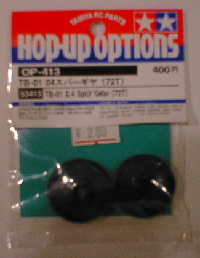 TAMIYA RC PARTS
TAMIYA
HOP-UP OPTIONS
OP-413
400円
TB-01 04スパーギヤ (72T)
53413 TB-01 0.4 Spur Gear (72T)